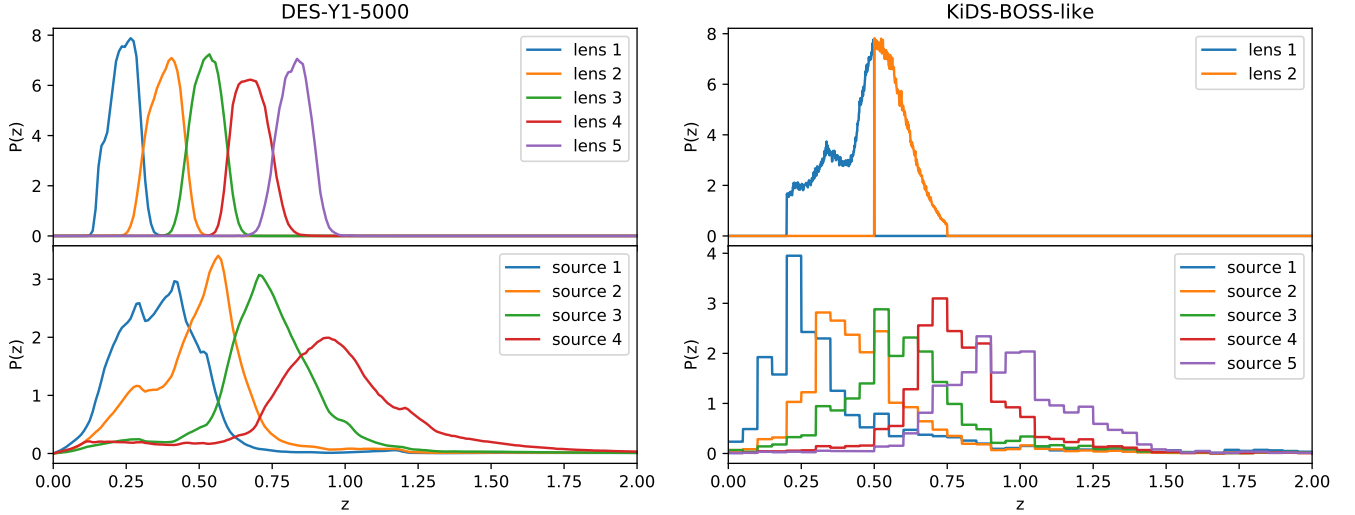 DES-Y1-5000
8
6
4
2
0
P(z)
lens 1
lens 2
lens 3
lens 4
lens 5
3
2
1
0
P(z)
source 1
source 2
source 3
source 4
0.00 0.25 0.50 0.75 1.00 1.25 1.50 1.75 2.00
z
KiDS-BOSS-like
8
6
4
2
0
P(z)
lens 1
lens 2
4
3
2
1
0
P(z)
source 1
source 2
source 3
source 4
source 5
0.00 0.25 0.50 0.75 1.00 1.25 1.50 1.75 2.00
z